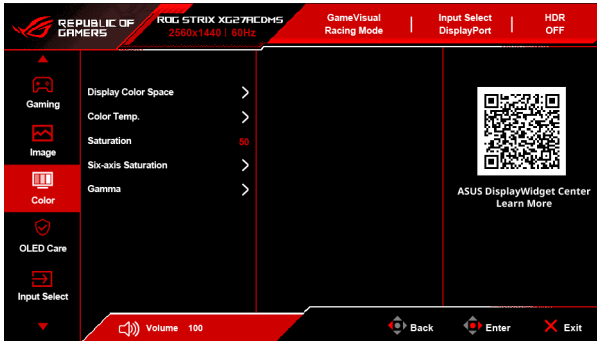 REPUBLIC OF
GAMERS
ROG STRIX XG27ACDMS
2560x1440 | 60Hz
GameVisual
Racing Mode
Input Select
DisplayPort
HDR
OFF
Gaming
Image
Color
OLED Care
Input Select
Display Color Space
Color Temp.
Saturation 50
Six-axis Saturation
Gamma
ASUS DisplayWidget Center
Learn More
Volume 100
Back
Enter
Exit